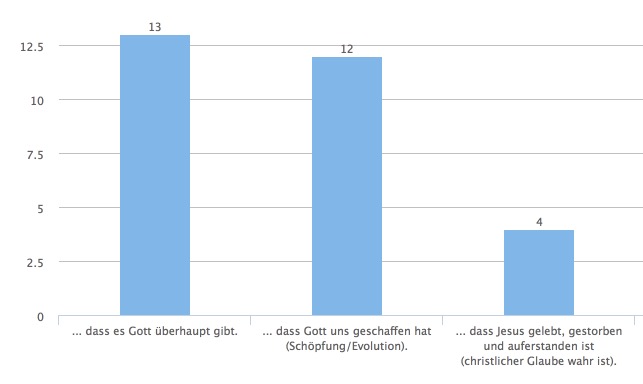 13
12.5
12
10
7.5
5
4
2.5
0
... dass es Gott überhaupt gibt.
... dass Gott uns geschaffen hat
(Schöpfung/Evolution).
... dass Jesus gelebt, gestorben
und auferstanden ist
(christlicher Glaube wahr ist).